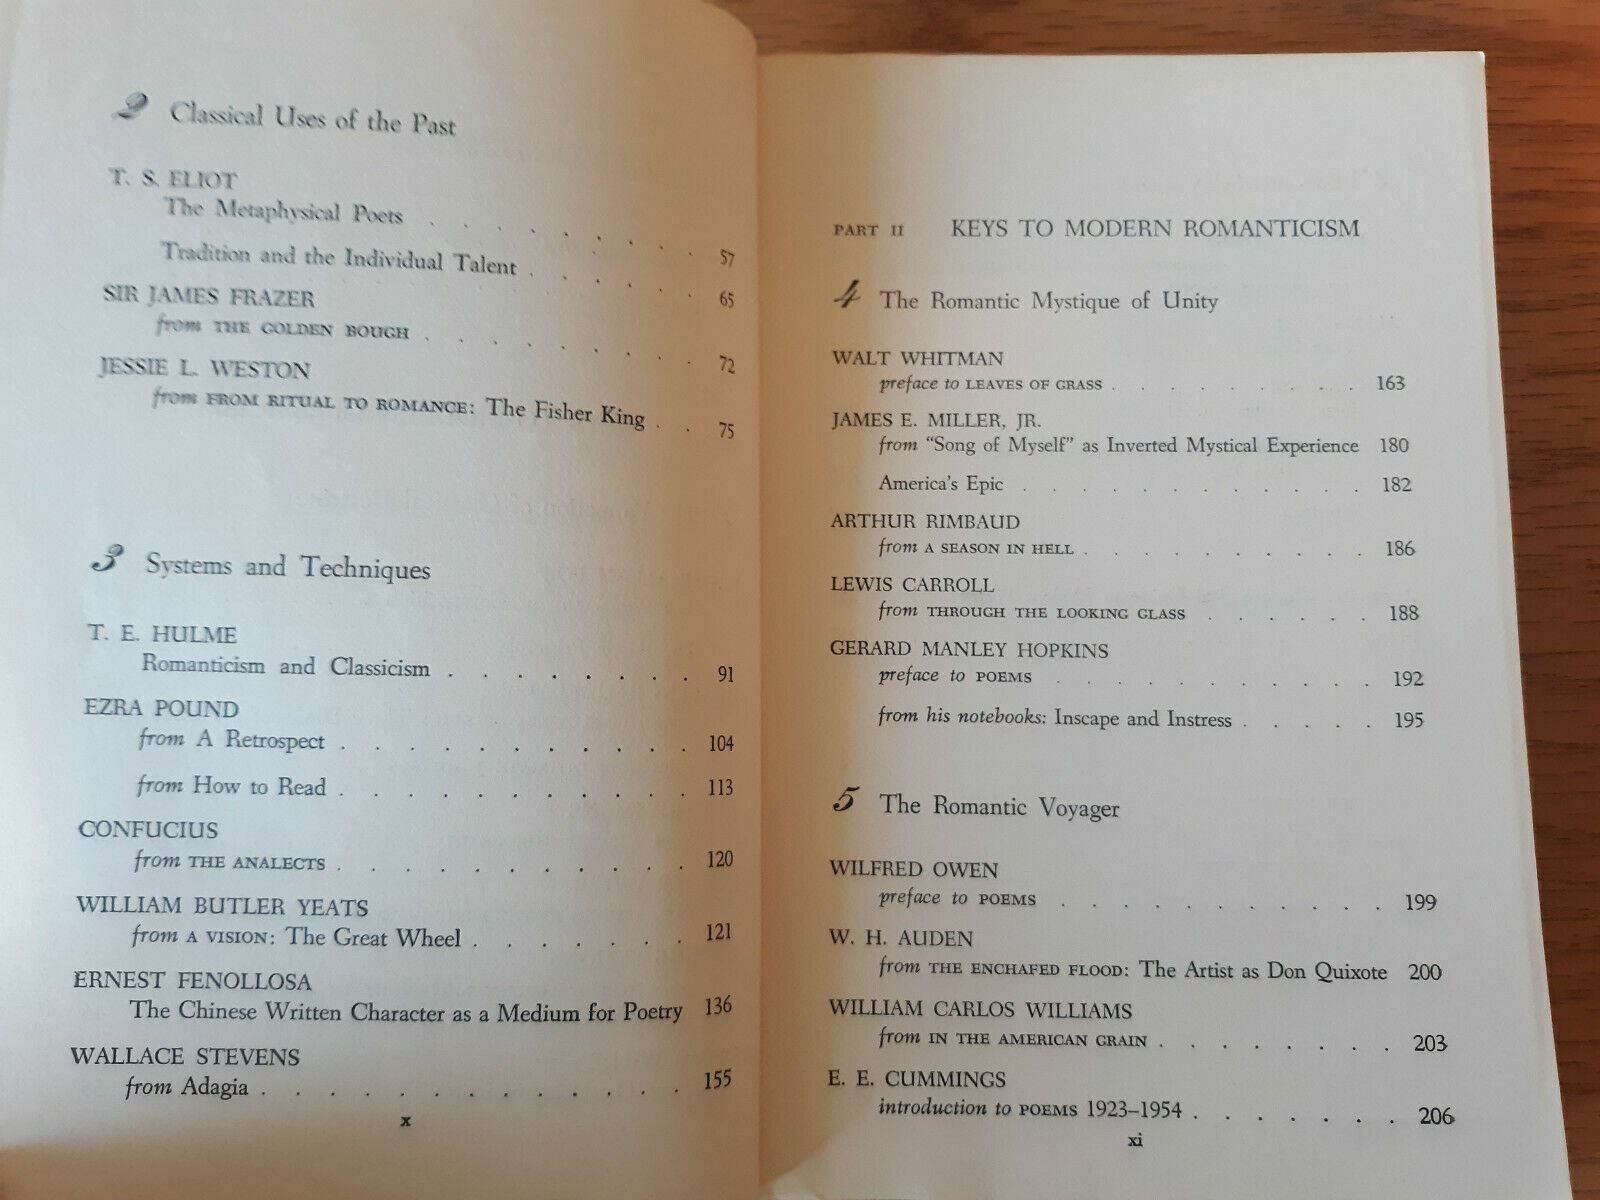 2 Classical Uses of the Past
T. S. ELIOT
The Metaphysical Poets . . . . . . . 57
Tradition and the Individual Talent . . . . . . 65
SIR JAMES FRAZER
from THE GOLDEN BOUGH . . . . . . . . 72
JESSIE L. WESTON
from FROM RITUAL TO ROMANCE: The Fisher King . . 75
3 Systems and Techniques
T. E. HULME
Romanticism and Classicism . . . . . . . . 91
EZRA POUND
from A Retrospect . . . . . . . . . . . 104
from How to Read . . . . . . . . . . . 113
CONFUCIUS
from THE ANALECTS . . . . . . . . . . . 120
WILLIAM BUTLER YEATS
from A VISION: The Great Wheel . . . . . . . 121
ERNEST FENOLLOSA
The Chinese Written Character as a Medium for Poetry 136
WALLACE STEVENS
from Adagia . . . . . . . . . . . . . 155
x
PART II KEYS TO MODERN ROMANTICISM
4 The Romantic Mystique of Unity
WALT WHITMAN
preface to LEAVES OF GRASS . . . . . . . . . 163
JAMES E. MILLER, JR.
from "Song of Myself" as Inverted Mystical Experience 180
America's Epic . . . . . . . . . . . . 182
ARTHUR RIMBAUD
from A SEASON IN HELL . . . . . . . . . . 186
LEWIS CARROLL
from THROUGH THE LOOKING GLASS . . . . . . 188
GERARD MANLEY HOPKINS
preface to POEMS . . . . . . . . . . . 192
from his notebooks: Inscape and Instress . . . . . 195
5 The Romantic Voyager
WILFRED OWEN
preface to POEMS . . . . . . . . . . . 199
W. H. AUDEN
from THE ENCHAFED FLOOD: The Artist as Don Quixote 200
WILLIAM CARLOS WILLIAMS
from IN THE AMERICAN GRAIN . . . . . . . . 203
E. E. CUMMINGS
introduction to POEMS 1923–1954 . . . . . . . 206
xi